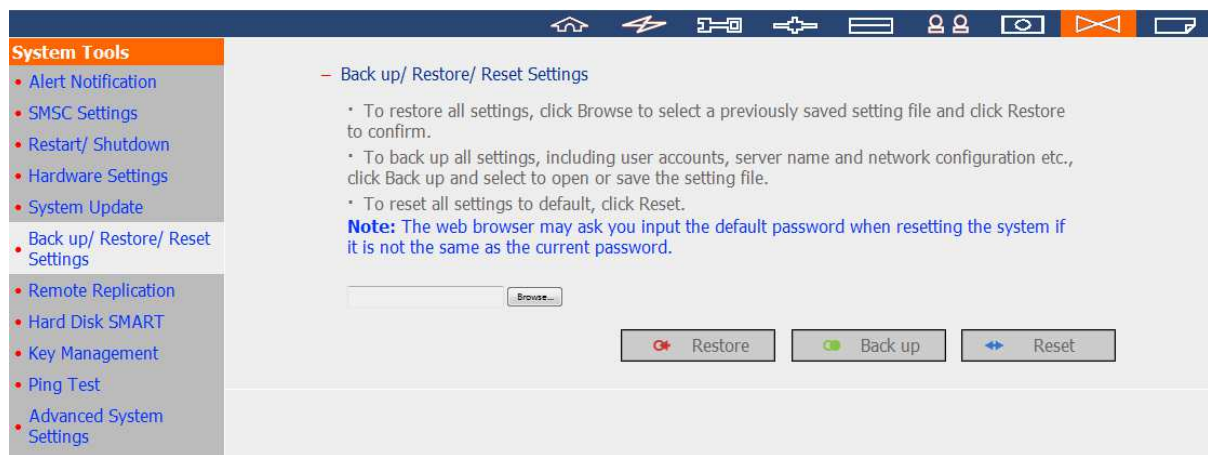 System Tools
• Alert Notification
• SMSC Settings
• Restart/ Shutdown
• Hardware Settings
• System Update
• Back up/ Restore/ Reset
Settings
• Remote Replication
• Hard Disk SMART
• Key Management
• Ping Test
• Advanced System
Settings
– Back up/ Restore/ Reset Settings
• To restore all settings, click Browse to select a previously saved setting file and click Restore
to confirm.
• To back up all settings, including user accounts, server name and network configuration etc.,
click Back up and select to open or save the setting file.
• To reset all settings to default, click Reset.
Note: The web browser may ask you input the default password when resetting the system if
it is not the same as the current password.
Browse...
Restore
Back up
Reset